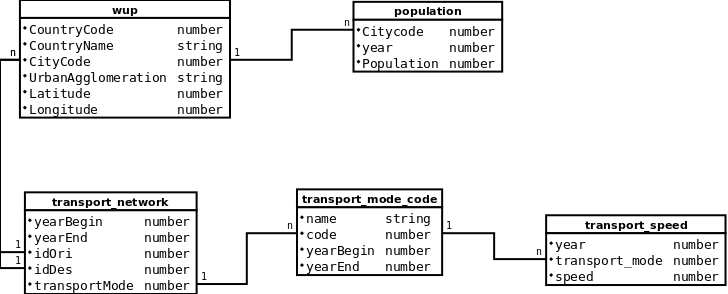 wup
CountryCode number
CountryName string
CityCode number
UrbanAgglomeration string
Latitude number
Longitude number
n
1
n
population
Citycode number
year number
Population number
transport_network
yearBegin number
yearEnd number
idOri number
idDes number
transportMode number
1
1
1
n
transport_mode_code
name string
code number
yearBegin number
yearEnd number
1
n
transport_speed
year number
transport_mode number
speed number